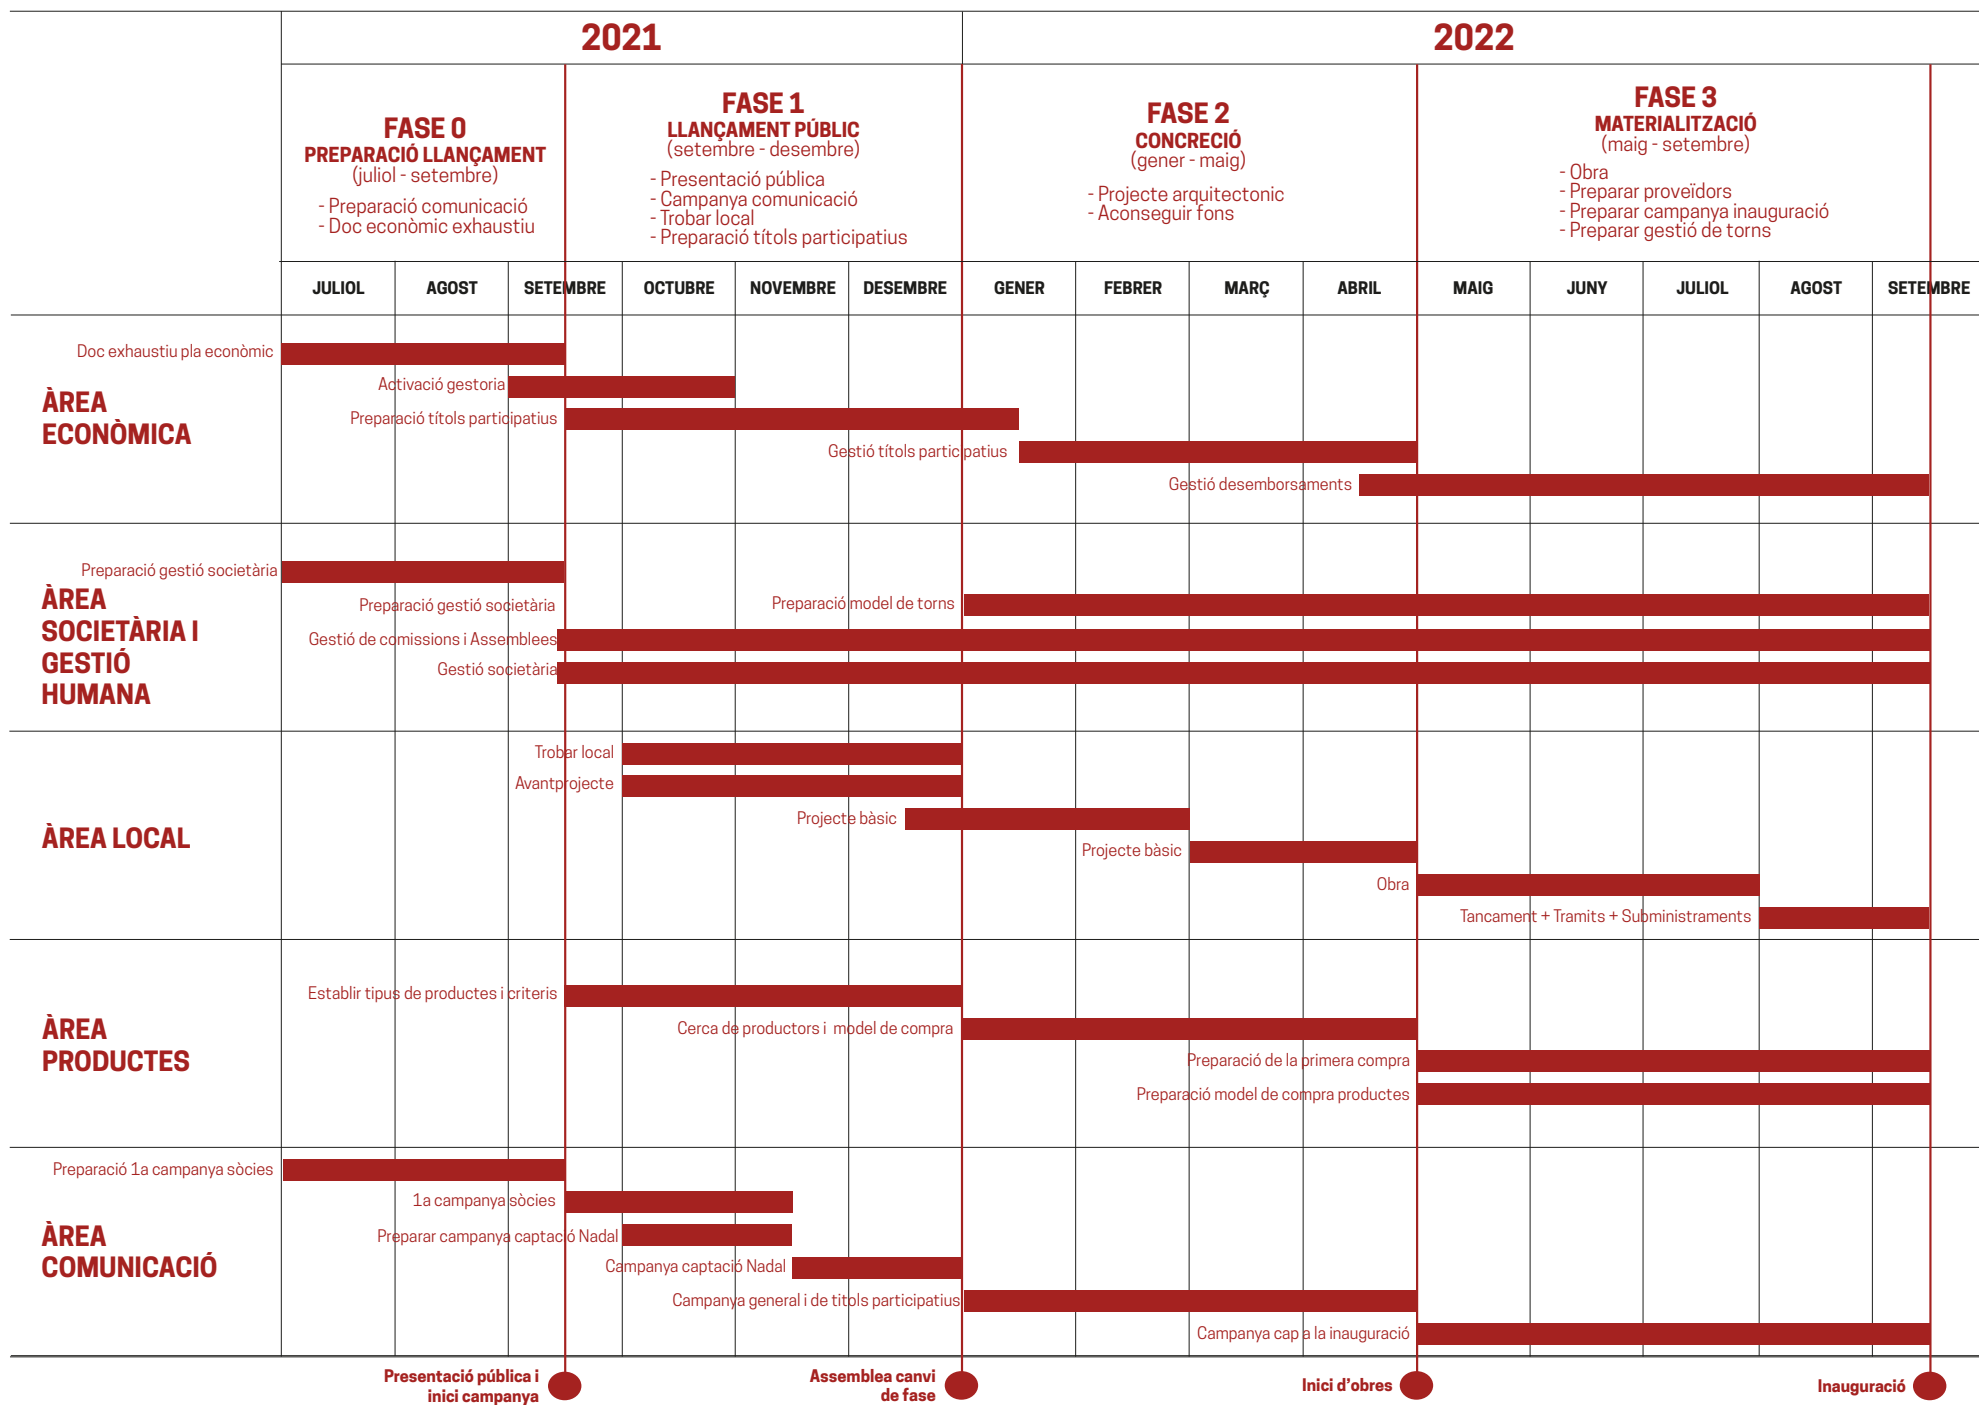 2021
2022
FASE 0
PREPARACIÓ LLANÇAMENT
(juliol - setembre)
- Preparació comunicació
- Doc econòmic exhaustiu
FASE 1
LLANÇAMENT PÚBLIC
(setembre - desembre)
- Presentació pública
- Campanya comunicació
- Trobar local
- Preparació títols participatius
FASE 2
CONCRECIÓ
(gener - maig)
- Projecte arquitectonic
- Aconseguir fons
FASE 3
MATERIALITZACIÓ
(maig - setembre)
- Obra
- Preparar proveïdors
- Preparar campanya inauguració
- Preparar gestió de torns
JULIOL
AGOST
SETEMBRE
OCTUBRE
NOVEMBRE
DESEMBRE
GENER
FEBRER
MARÇ
ABRIL
MAIG
JUNY
JULIOL
AGOST
SETEMBRE
ÀREA
ECONÒMICA
Doc exhaustiu pla econòmic
Activació gestoria
Preparació títols participatius
Gestió títols participatius
Gestió desemborsaments
ÀREA
SOCIETÀRIA I
GESTIÓ
HUMANA
Preparació gestió societària
Preparació gestió societària
Preparació model de torns
Gestió de comissions i Assemblees
Gestió societària
ÀREA LOCAL
Trobar local
Avantprojecte
Projecte bàsic
Projecte bàsic
Obra
Tancament + Tramits + Subministraments
ÀREA
PRODUCTES
Establir tipus de productes i criteris
Cerca de productors i model de compra
Preparació de la primera compra
Preparació model de compra productes
ÀREA
COMUNICACIÓ
Preparació 1a campanya sòcies
1a campanya sòcies
Preparar campanya captació Nadal
Campanya captació Nadal
Campanya general i de titols participatius
Campanya cap a la inauguració
Presentació pública i
inici campanya
Assemblea canvi
de fase
Inici d'obres
Inauguració